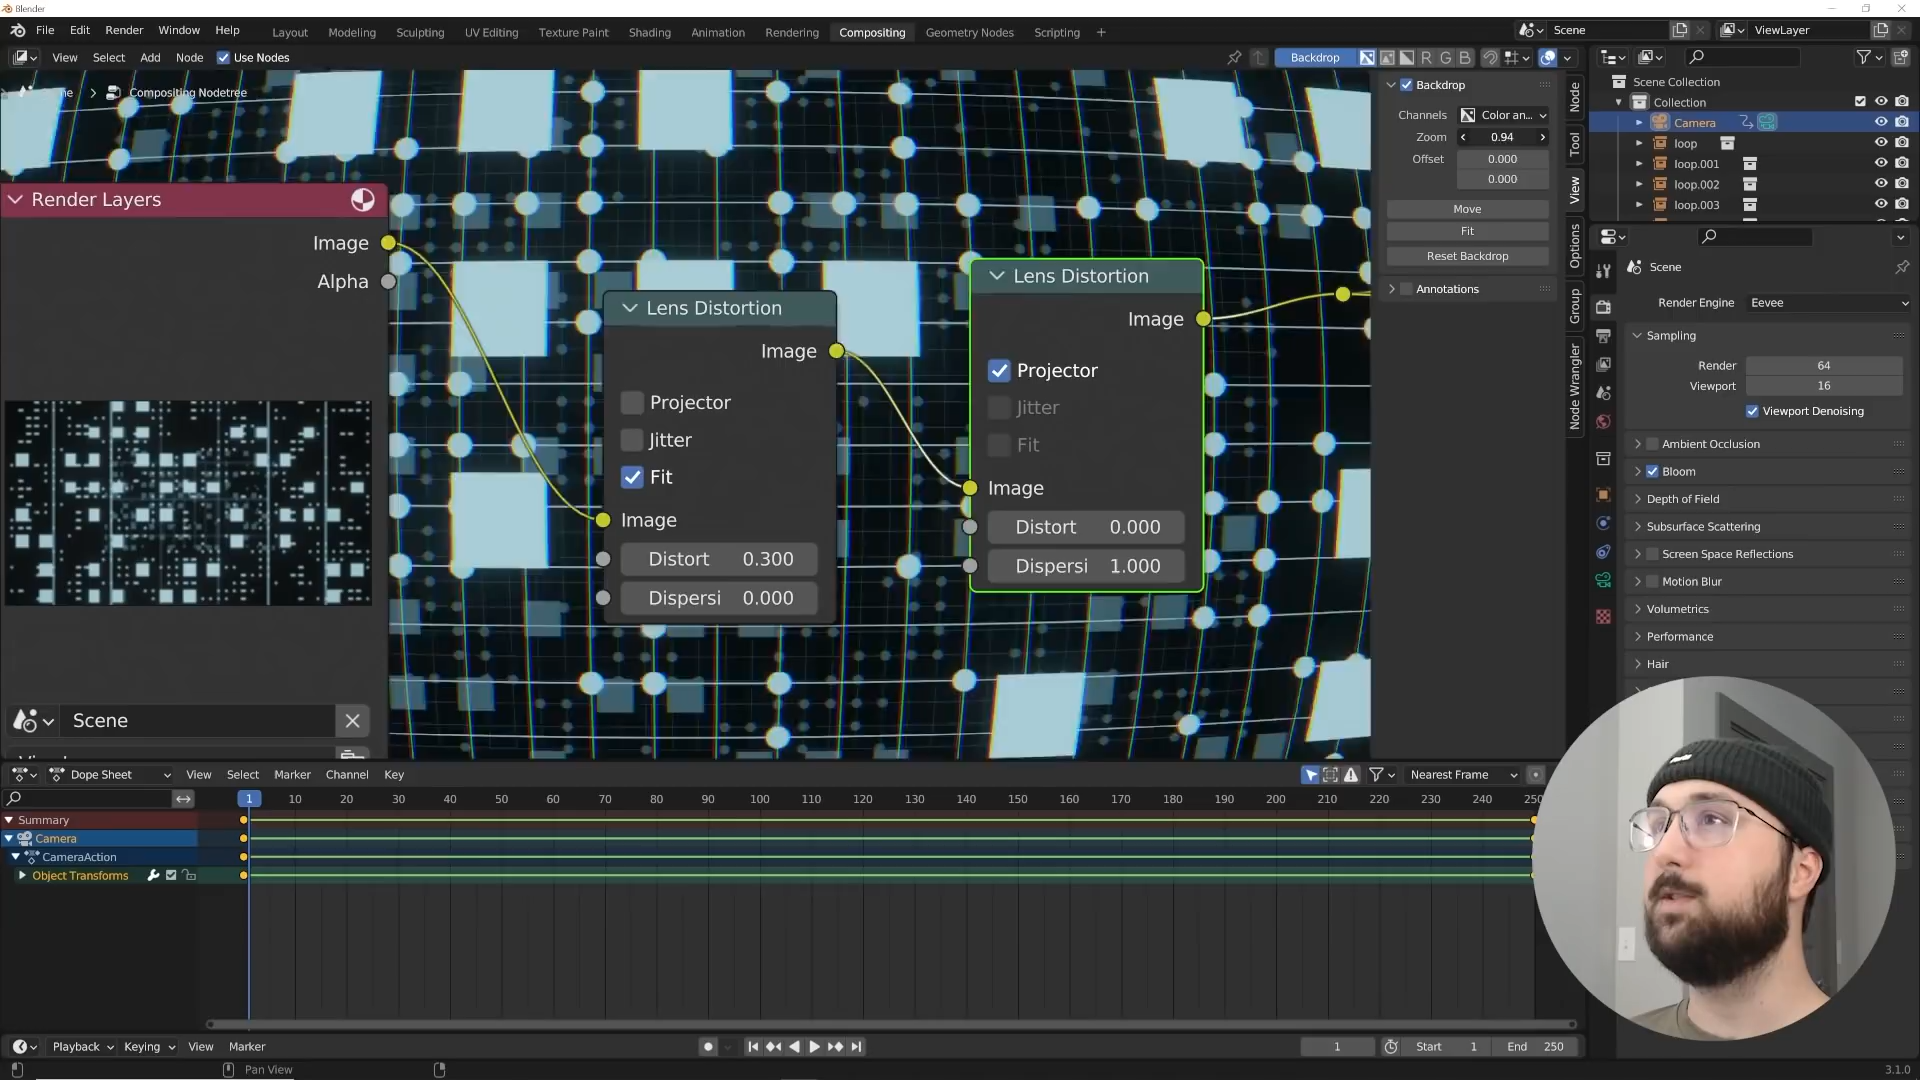 Blender
File Edit Render Window Help
Layout Modeling Sculpting UV Editing Texture Paint Shading Animation Rendering Compositing Geometry Nodes Scripting +
Scene
ViewLayer
View Select Add Node Use Nodes
Backdrop
R G B
Compositing Nodetree
Render Layers
Image
Alpha
Scene
Lens Distortion
Image
Projector
Jitter
Fit
Image
Distort 0.300
Dispersi 0.000
Lens Distortion
Image
Projector
Jitter
Fit
Image
Distort 0.000
Dispersi 1.000
Backdrop
Channels Color an...
Zoom 0.94
Offset 0.000
0.000
Move
Fit
Reset Backdrop
Annotations
Node
Tool
View
Options
Group
Node Wrangler
Scene Collection
Collection
Camera
loop
loop.001
loop.002
loop.003
Scene
Render Engine Eevee
Sampling
Render 64
Viewport 16
Viewport Denoising
Ambient Occlusion
Bloom
Depth of Field
Subsurface Scattering
Screen Space Reflections
Motion Blur
Volumetrics
Performance
Hair
Dope Sheet View Select Marker Channel Key
Nearest Frame
1 10 20 30 40 50 60 70 80 90 100 110 120 130 140 150 160 170 180 190 200 210 220 230 240 250
Summary
Camera
CameraAction
Object Transforms
Playback Keying View Marker
1 Start 1 End 250
Pan View
3.1.0